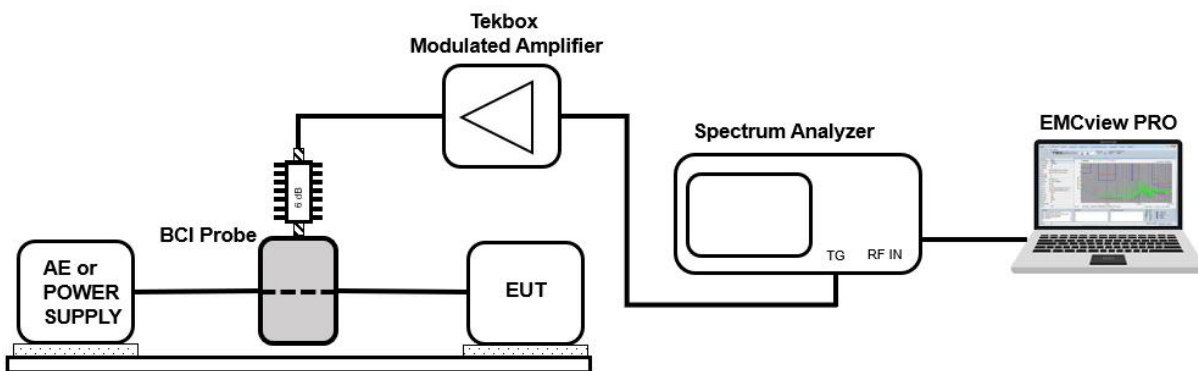 Tekbox
Modulated Amplifier
Spectrum Analyzer
EMCview PRO
6 dB
BCI Probe
TG
RF IN
AE or
POWER
SUPPLY
EUT